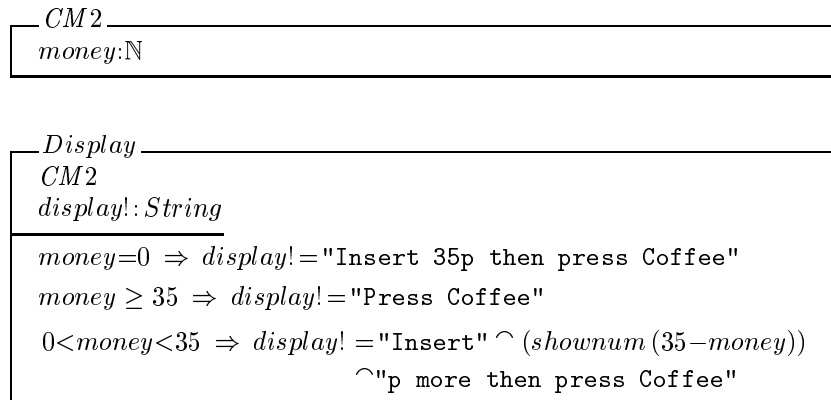 CM2
money:ℕ
Display
CM2
display!:String
money=0 ⇒ display!="Insert 35p then press Coffee"
money ≥ 35 ⇒ display!="Press Coffee"
0<money<35 ⇒ display! ="Insert" ⌢ (shownum (35−money))
⌢"p more then press Coffee"